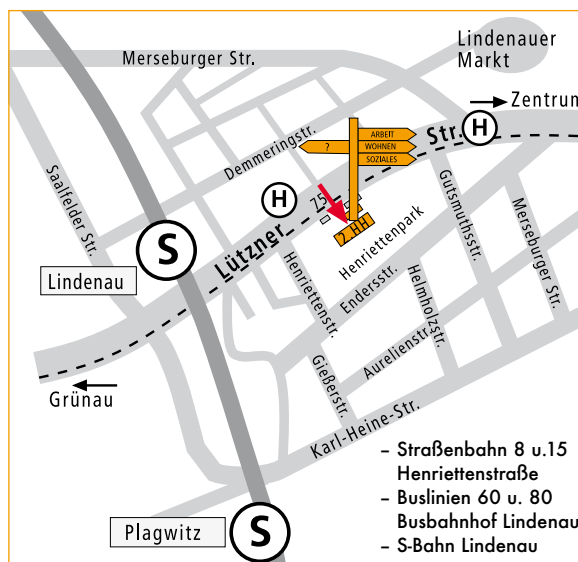 Lindenauer
Markt
Merseburger Str.
Zentrum
H
Str.
ARBEIT
?
WOHNEN
SOZIALES
Demmeringstr.
Saalfelder Str.
H
75
2. HH
Gutsmuthsstr.
Merseburger Str.
S
Lützner
Henriettenpark
Lindenau
Henriettenstr.
Endersstr.
Helmholzstr.
Aurelienstr.
Gießerstr.
Grünau
Karl-Heine-Str.
– Straßenbahn 8 u.15
Henriettenstraße
– Buslinien 60 u. 80
Busbahnhof Lindenau
– S-Bahn Lindenau
Plagwitz
S